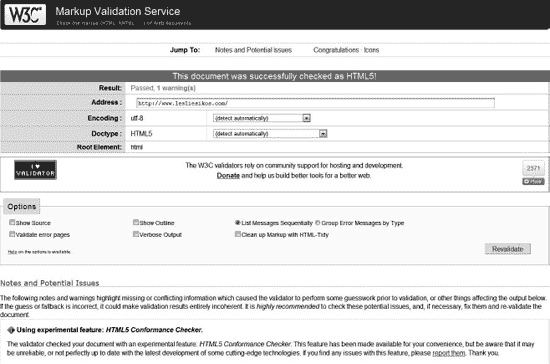 W3C® Markup Validation Service
Check the markup (HTML, XHTML, …) of Web documents
Jump To: Notes and Potential Issues Congratulations · Icons
This document was successfully checked as HTML5!
Result: Passed, 1 warning(s)
Address : http://www.lesliesikos.com/
Encoding : utf-8 (detect automatically)
Doctype : HTML5 (detect automatically)
Root Element: html
I ♥ VALIDATOR
The W3C validators rely on community support for hosting and development.
Donate and help us build better tools for a better web.
2371
Flattr
Options
Show Source Show Outline List Messages Sequentially Group Error Messages by Type
Validate error pages Verbose Output Clean up Markup with HTML-Tidy
Help on the options is available.
Revalidate
Notes and Potential Issues
The following notes and warnings highlight missing or conflicting information which caused the validator to perform some guesswork prior to validation, or other things affecting the output below.
If the guess or fallback is incorrect, it could make validation results entirely incoherent. It is highly recommended to check these potential issues, and, if necessary, fix them and re-validate the
document.
Using experimental feature: HTML5 Conformance Checker.
The validator checked your document with an experimental feature: HTML5 Conformance Checker. This feature has been made available for your convenience, but be aware that it may
be unreliable, or not perfectly up to date with the latest development of some cutting-edge technologies. If you find any issues with this feature, please report them. Thank you.